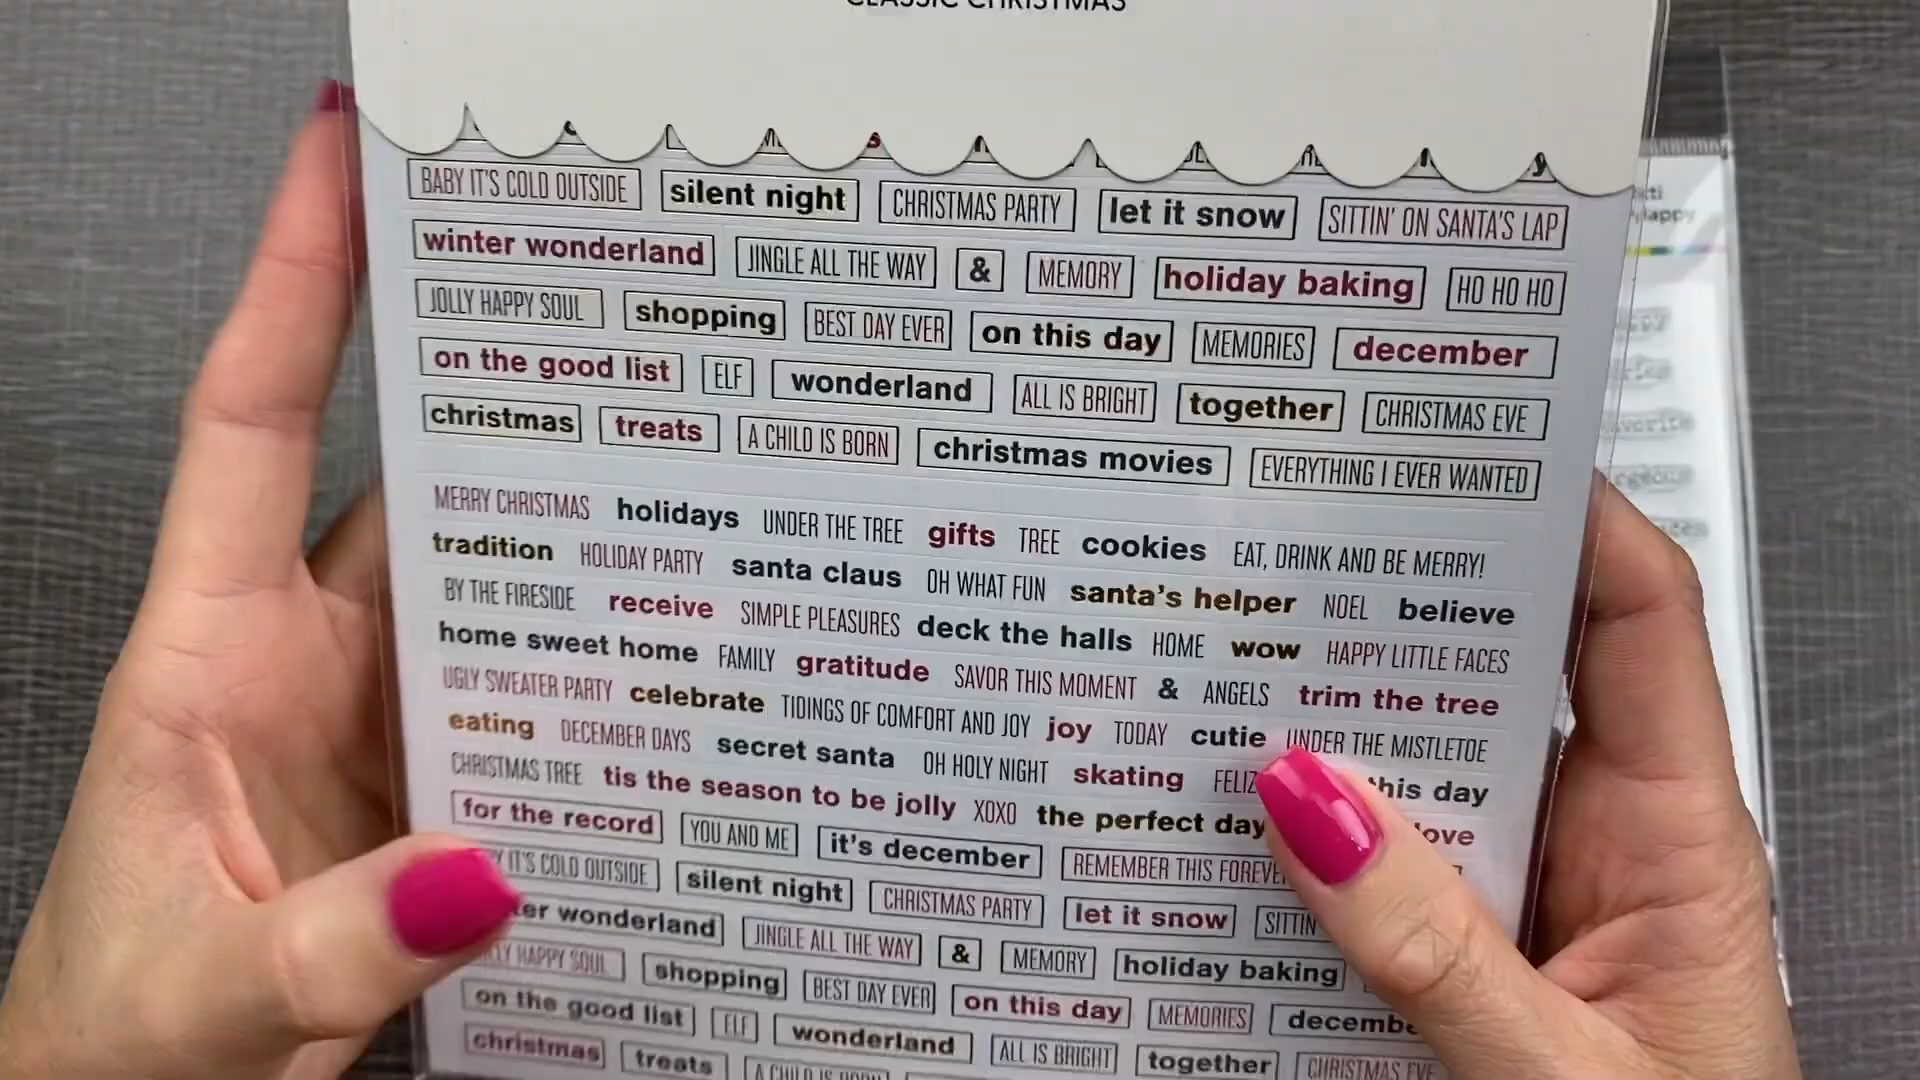 CLASSIC CHRISTMAS
BABY IT'S COLD OUTSIDE silent night CHRISTMAS PARTY let it snow SITTIN' ON SANTA'S LAP
winter wonderland JINGLE ALL THE WAY & MEMORY holiday baking HO HO HO
JOLLY HAPPY SOUL shopping BEST DAY EVER on this day MEMORIES december
on the good list ELF wonderland ALL IS BRIGHT together CHRISTMAS EVE
christmas treats A CHILD IS BORN christmas movies EVERYTHING I EVER WANTED
MERRY CHRISTMAS holidays UNDER THE TREE gifts TREE cookies EAT, DRINK AND BE MERRY!
tradition HOLIDAY PARTY santa claus OH WHAT FUN santa's helper NOEL believe
BY THE FIRESIDE receive SIMPLE PLEASURES deck the halls HOME wow HAPPY LITTLE FACES
home sweet home FAMILY gratitude SAVOR THIS MOMENT & ANGELS trim the tree
UGLY SWEATER PARTY celebrate TIDINGS OF COMFORT AND JOY joy TODAY cutie UNDER THE MISTLETOE
eating DECEMBER DAYS secret santa OH HOLY NIGHT skating FELIZ this day
CHRISTMAS TREE tis the season to be jolly XOXO the perfect day love
for the record YOU AND ME it's december REMEMBER THIS FOREVER
IT'S COLD OUTSIDE silent night CHRISTMAS PARTY let it snow SITTIN
wonderland JINGLE ALL THE WAY & MEMORY holiday baking
HAPPY SOUL shopping BEST DAY EVER on this day MEMORIES decembe
on the good list ELF wonderland ALL IS BRIGHT together CHRISTMAS EVE
christmas treats A CHILD IS BORN